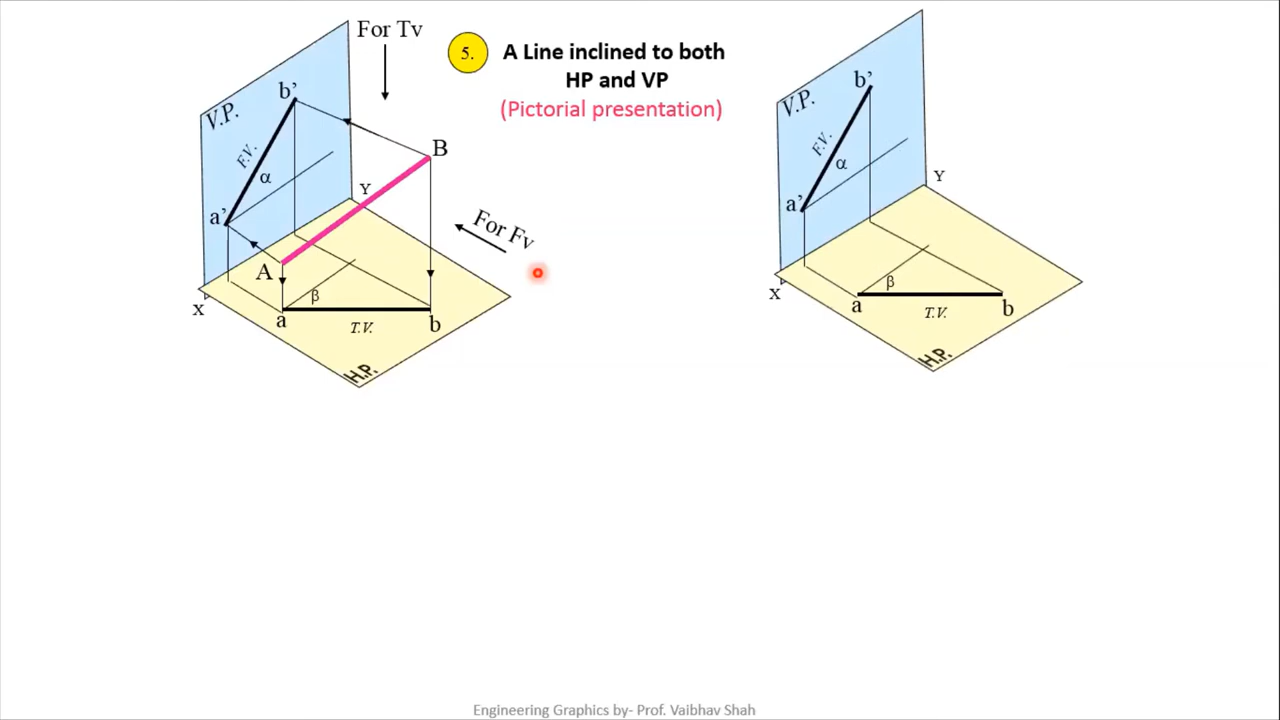 For Tv
5.
A Line inclined to both
HP and VP
(Pictorial presentation)
b’
V.P.
F.V.
α
a’
B
Y
For Fv
A
β
X
a
T.V.
b
H.P.
b’
V.P.
F.V.
α
a’
Y
β
X
a
T.V.
b
H.P.
Engineering Graphics by- Prof. Vaibhav Shah